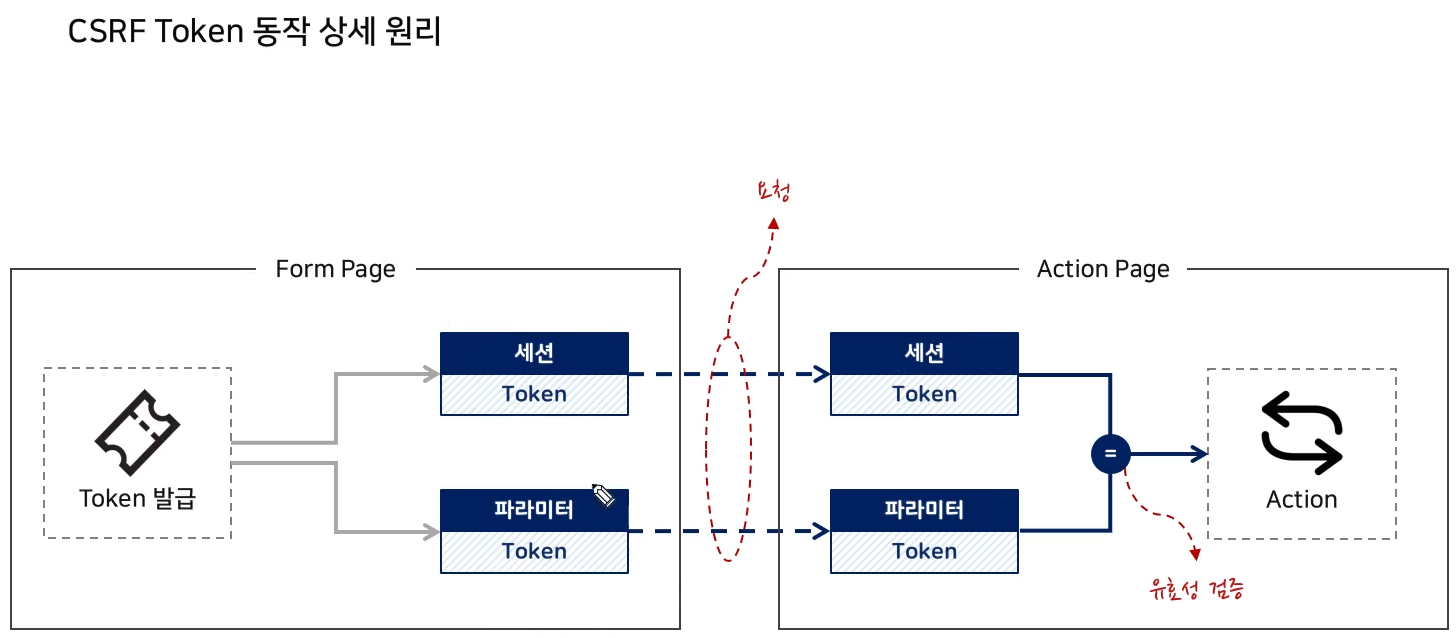 CSRF Token 동작 상세 원리
요청
Form Page
Action Page
세션
Token
세션
Token
Token 발급
파라미터
Token
파라미터
Token
=
Action
유효성 검증